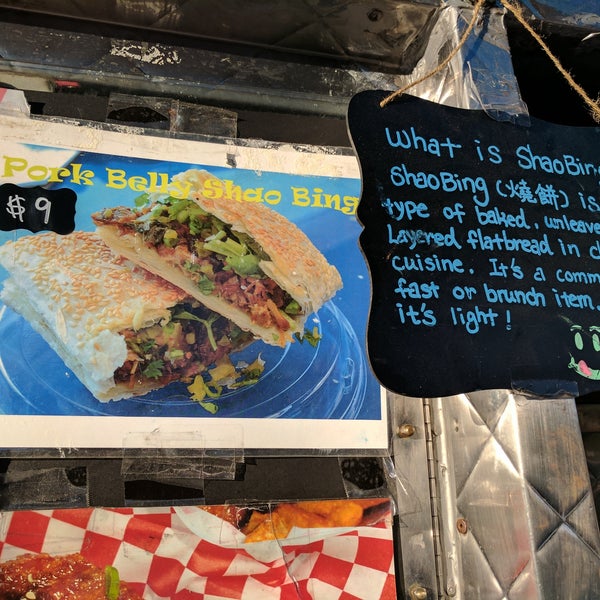 Pork Belly Shao Bing
$9
What is ShaoBing
ShaoBing (燒餅) is
type of baked, unleave
Layered flatbread in
cuisine. It's a comm
fast or brunch item.
it's light!